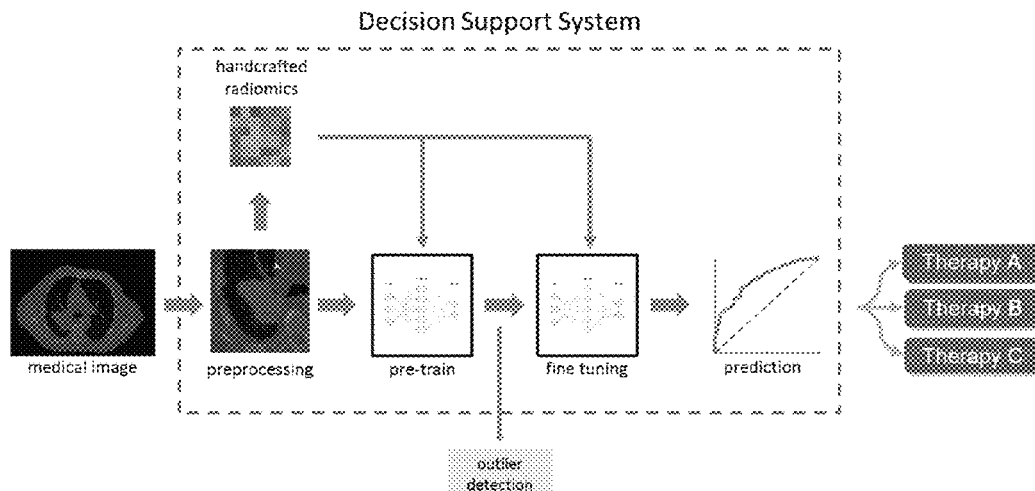 Decision Support System
handcrafted
radiomics
medical image
preprocessing
pre-train
fine tuning
prediction
Therapy A
Therapy B
Therapy C
outlier
detection